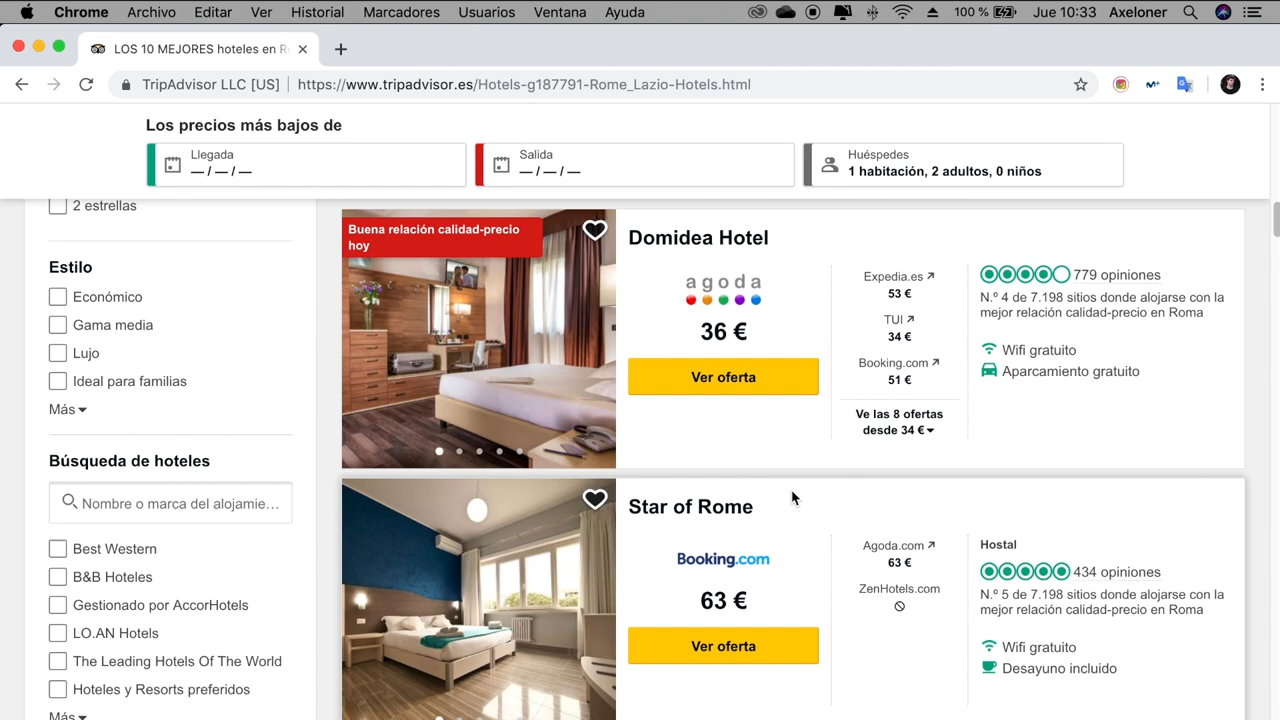 Chrome Archivo Editar Ver Historial Marcadores Usuarios Ventana Ayuda 100 % Jue 10:33 Axeloner
LOS 10 MEJORES hoteles en R
TripAdvisor LLC [US] https://www.tripadvisor.es/Hotels-g187791-Rome_Lazio-Hotels.html
Los precios más bajos de
Llegada
— / — / —
Salida
— / — / —
Huéspedes
1 habitación, 2 adultos, 0 niños
2 estrellas
Estilo
Económico
Gama media
Lujo
Ideal para familias
Más
Búsqueda de hoteles
Nombre o marca del alojamie...
Best Western
B&B Hoteles
Gestionado por AccorHotels
LO.AN Hotels
The Leading Hotels Of The World
Hoteles y Resorts preferidos
Más
Buena relación calidad-precio
hoy
Domidea Hotel
agoda
36 €
Ver oferta
Expedia.es
53 €
TUI
34 €
Booking.com
51 €
Ve las 8 ofertas
desde 34 €
779 opiniones
N.º 4 de 7.198 sitios donde alojarse con la
mejor relación calidad-precio en Roma
Wifi gratuito
Aparcamiento gratuito
Star of Rome
Booking.com
63 €
Ver oferta
Agoda.com
63 €
ZenHotels.com
Hostal
434 opiniones
N.º 5 de 7.198 sitios donde alojarse con la
mejor relación calidad-precio en Roma
Wifi gratuito
Desayuno incluido